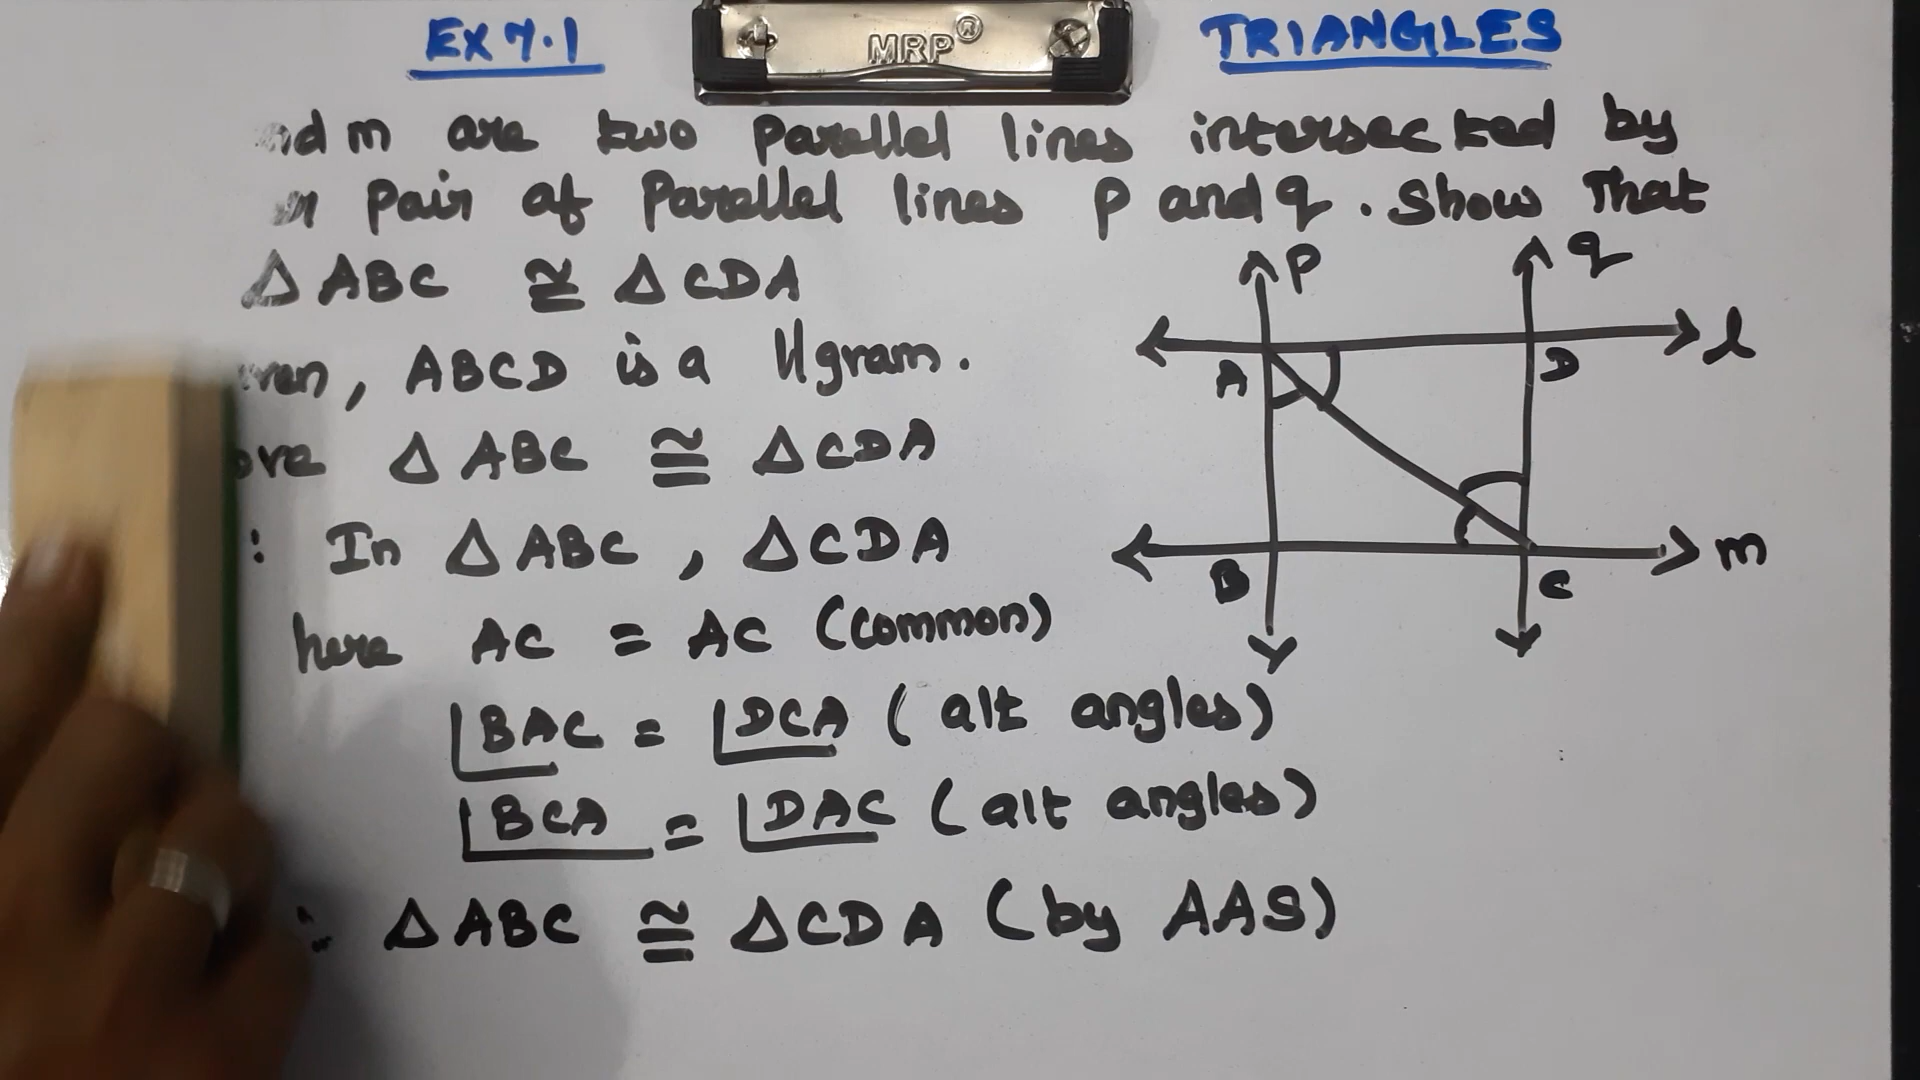 EX 7.1
MRP®
TRIANGLES
m are two parallel lines intersected by
pair of parallel lines p and q. Show that
△ABC ≅ △CDA
, ABCD is a ||gram.
△ABC ≅ △CDA
: In △ABC, △CDA
here AC = AC (common)
∠BAC = ∠DCA (alt angles)
∠BCA = ∠DAC (alt angles)
∴ △ABC ≅ △CDA (by AAS)
p q
l
A D
B C
m